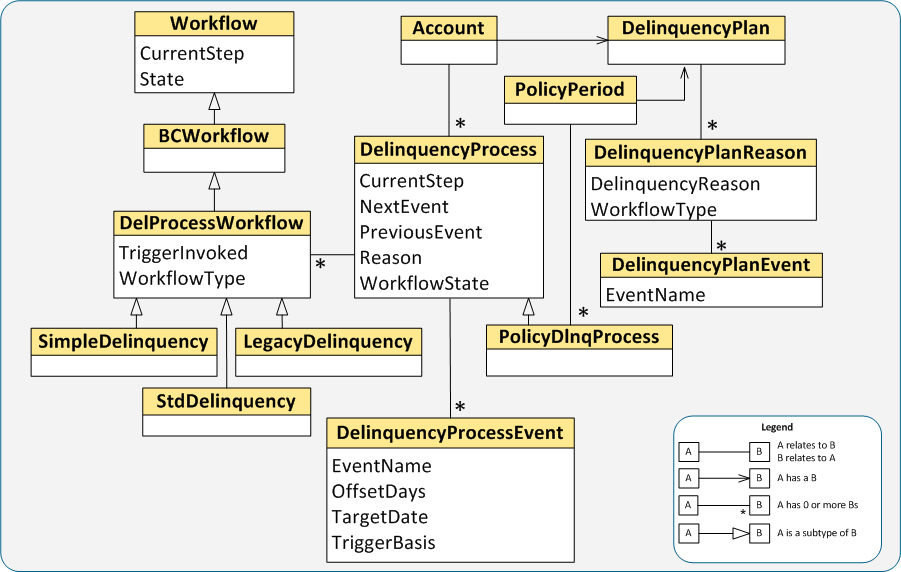 Workflow
CurrentStep
State
Account
DelinquencyPlan
PolicyPeriod
BCWorkflow
*
*
DelinquencyProcess
CurrentStep
NextEvent
PreviousEvent
Reason
WorkflowState
DelinquencyPlanReason
DelinquencyReason
WorkflowType
DelProcessWorkflow
TriggerInvoked
WorkflowType
*
*
DelinquencyPlanEvent
EventName
*
SimpleDelinquency
LegacyDelinquency
PolicyDlnqProcess
StdDelinquency
*
DelinquencyProcessEvent
EventName
OffsetDays
TargetDate
TriggerBasis
Legend
A B A relates to B
B relates to A
A B A has a B
A * B A has 0 or more Bs
A B A is a subtype of B